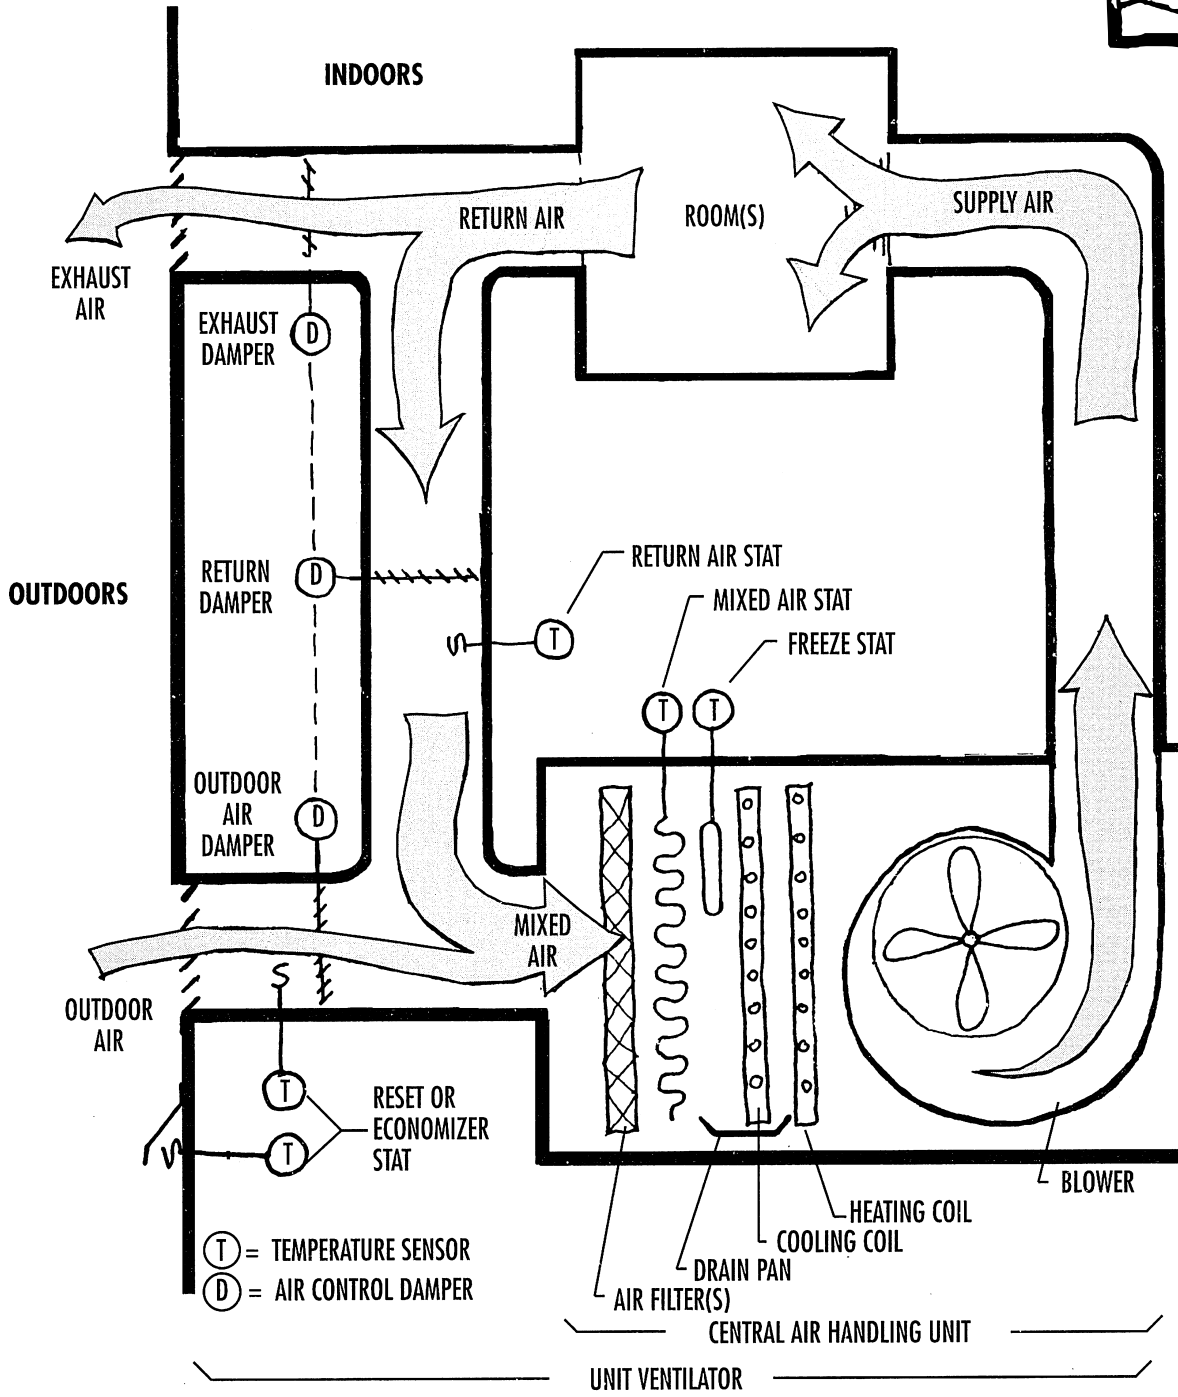 INDOORS
RETURN AIR
ROOM(S)
SUPPLY AIR
EXHAUST
AIR
EXHAUST
DAMPER
D
OUTDOORS
RETURN
DAMPER
D
RETURN AIR STAT
MIXED AIR STAT
FREEZE STAT
T
T
T
OUTDOOR
AIR
DAMPER
D
MIXED
AIR
OUTDOOR
AIR
S
T
T
S
RESET OR
ECONOMIZER
STAT
BLOWER
HEATING COIL
COOLING COIL
DRAIN PAN
AIR FILTER(S)
T = TEMPERATURE SENSOR
D = AIR CONTROL DAMPER
CENTRAL AIR HANDLING UNIT
UNIT VENTILATOR